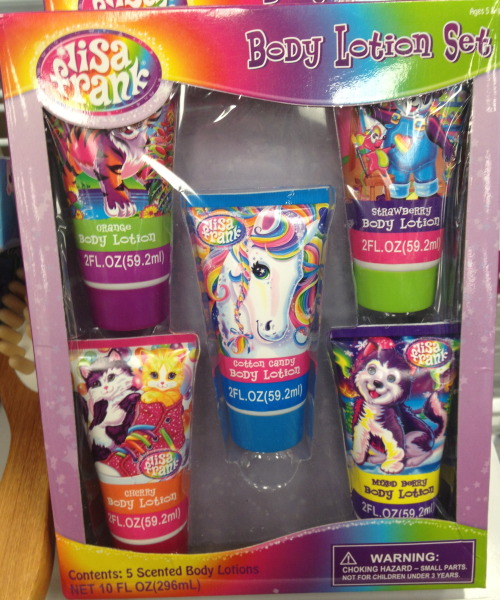 Lisa
Frank
Body Lotion Set
Ages 5 &
Orange
Body Lotion
2FL.OZ(59.2ml)
Strawberry
Body Lotion
2FL.OZ(59.2ml)
Lisa
Frank
Cotton Candy
Body Lotion
2FL.OZ(59.2ml)
Lisa
Frank
Cherry
Body Lotion
2FL.OZ(59.2ml)
Lisa
Frank
Mixed Berry
Body Lotion
2FL.OZ(59.2ml)
Contents: 5 Scented Body Lotions
NET 10 FL OZ(296mL)
WARNING:
CHOKING HAZARD – SMALL PARTS.
NOT FOR CHILDREN UNDER 3 YEARS.